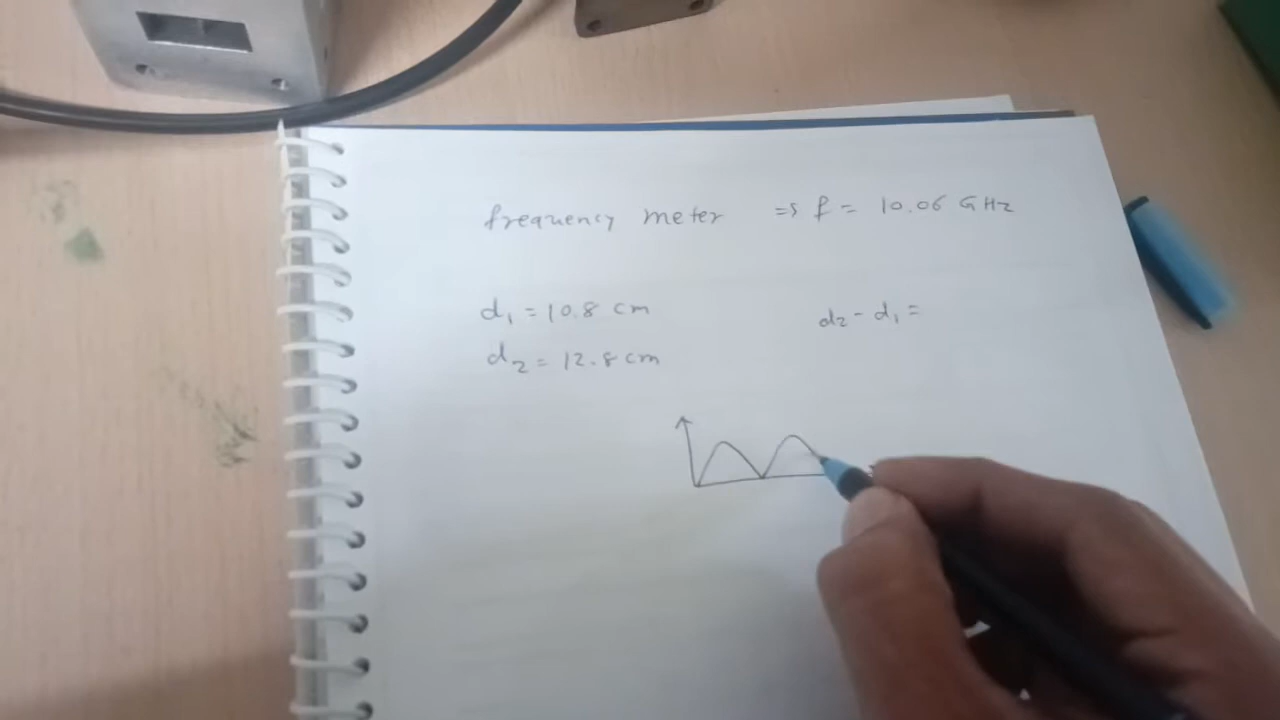 frequency meter => f = 10.06 GHz
d₁ = 10.8 cm
d₂ - d₁ =
d₂ = 12.8 cm